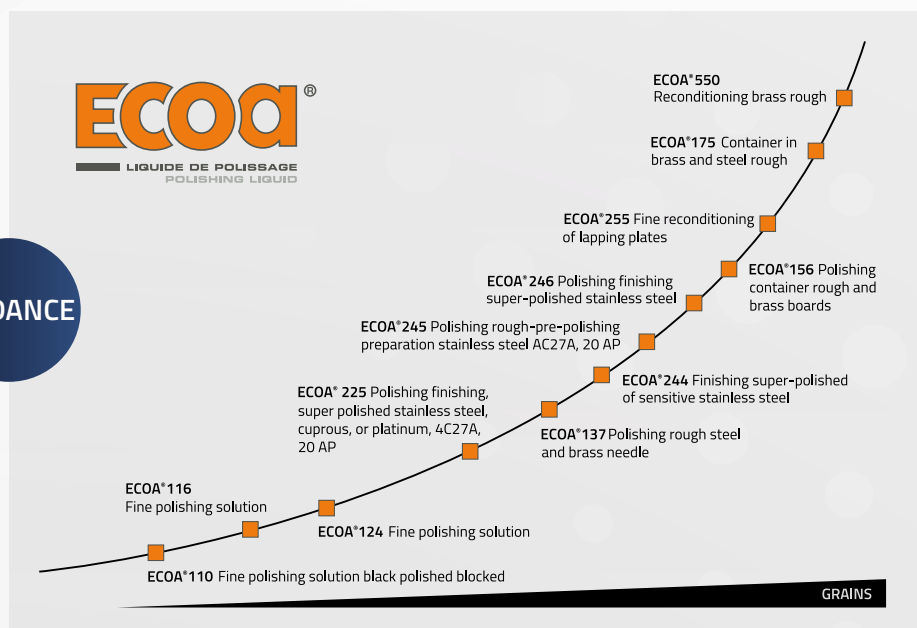 ECOA®
LIQUIDE DE POLISSAGE
POLISHING LIQUID
DANCE
ECOA®550
Reconditioning brass rough
ECOA®175 Container in
brass and steel rough
ECOA®255 Fine reconditioning
of lapping plates
ECOA®156 Polishing
container rough and
brass boards
ECOA®246 Polishing finishing
super-polished stainless steel
ECOA®245 Polishing rough-pre-polishing
preparation stainless steel AC27A, 20 AP
ECOA®244 Finishing super-polished
of sensitive stainless steel
ECOA® 225 Polishing finishing,
super polished stainless steel,
cuprous, or platinum, 4C27A,
20 AP
ECOA®137 Polishing rough steel
and brass needle
ECOA®116
Fine polishing solution
ECOA®124 Fine polishing solution
ECOA®110 Fine polishing solution black polished blocked
GRAINS